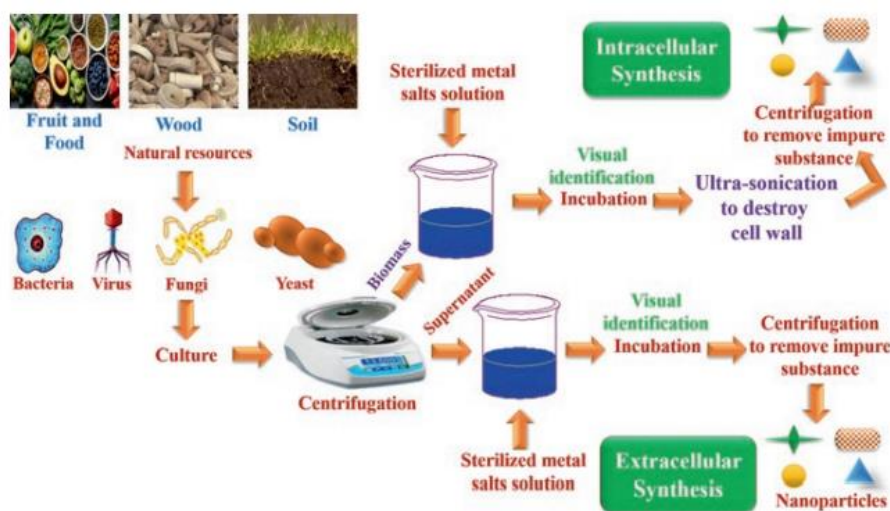 Fruit and
Food
Wood
Soil
Natural resources
Bacteria
Virus
Fungi
Yeast
Culture
Centrifugation
Biomass
Supernatant
Sterilized metal
salts solution
Visual
identification
Incubation
Ultra-sonication
to destroy
cell wall
Centrifugation
to remove impure
substance
Intracellular
Synthesis
Sterilized metal
salts solution
Visual
identification
Incubation
Centrifugation
to remove impure
substance
Extracellular
Synthesis
Nanoparticles